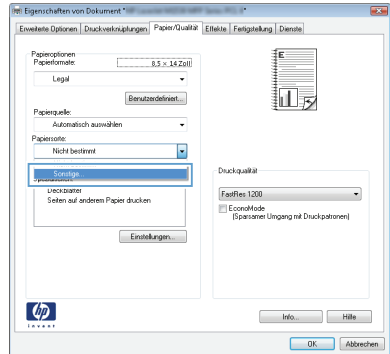 Eigenschaften von Dokument "
Erweiterte Optionen Druckverknüpfungen Papier/Qualität Effekte Fertigstellung Dienste
Papieroptionen
Papierformate: 8,5 × 14 Zoll
Legal
Benutzerdefiniert...
Papierquelle:
Automatisch auswählen
Papiersorte:
Nicht bestimmt
Sonstige...
Deckblätter
Seiten auf anderem Papier drucken
Einstellungen...
E
Druckqualität
FastRes 1200
EconoMode
(Sparsamer Umgang mit Druckpatronen)
hp
invent
Info... Hilfe
OK Abbrechen